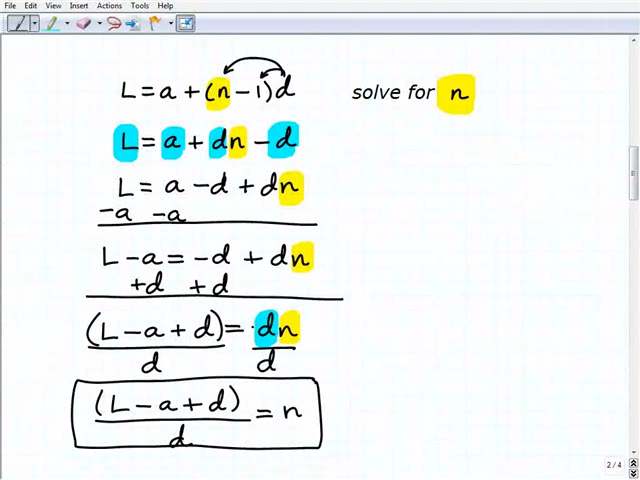 File Edit View Insert Actions Tools Help
L = a + (n − 1)d solve for n
L = a + dn − d
L = a − d + dn
−a −a
L − a = −d + dn
+d +d
(L − a + d) = dn
d d
(L − a + d) = n
d
2 / 4